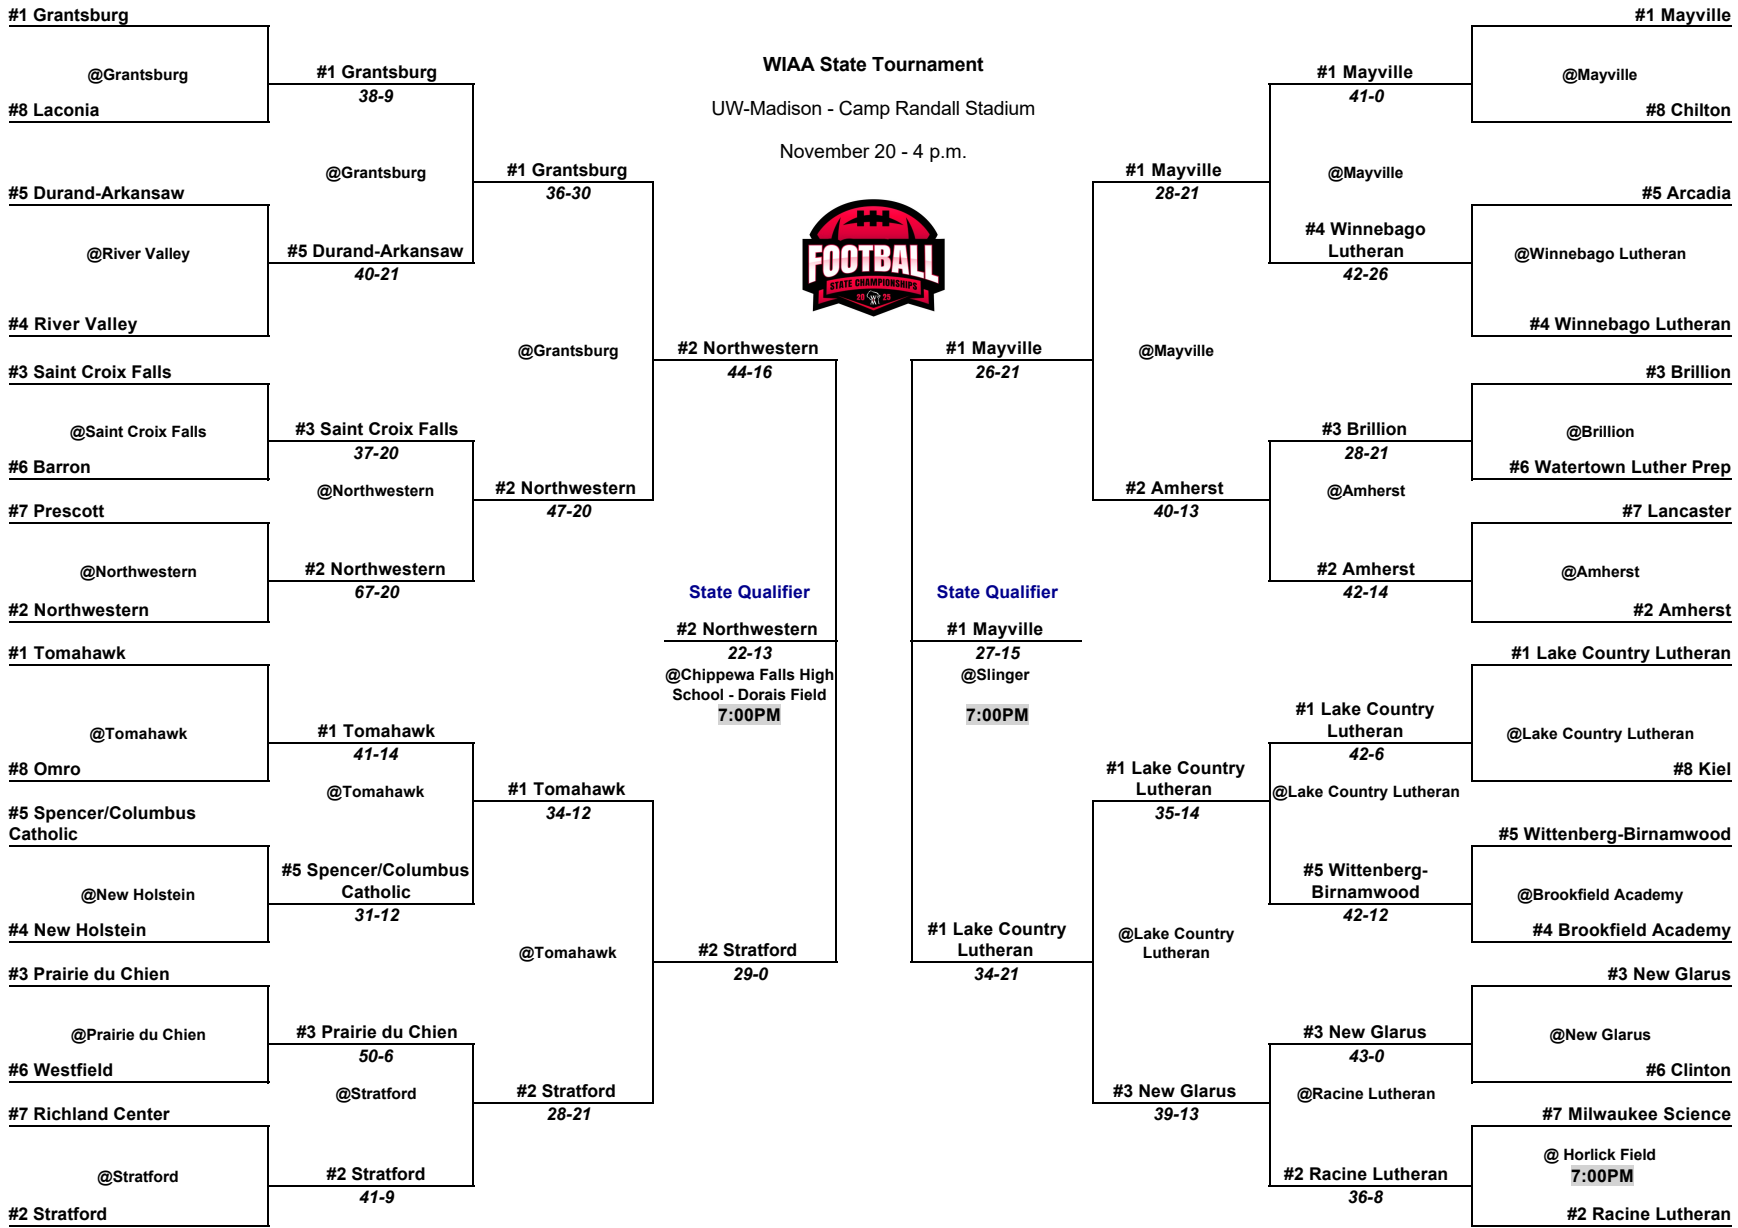 #1 Grantsburg
@Grantsburg
#8 Laconia
#5 Durand-Arkansaw
@River Valley
#4 River Valley
#3 Saint Croix Falls
@Saint Croix Falls
#6 Barron
#7 Prescott
@Northwestern
#2 Northwestern
#1 Tomahawk
@Tomahawk
#8 Omro
#5 Spencer/Columbus
Catholic
@New Holstein
#4 New Holstein
#3 Prairie du Chien
@Prairie du Chien
#6 Westfield
#7 Richland Center
@Stratford
#2 Stratford
#1 Grantsburg
38-9
@Grantsburg
#5 Durand-Arkansaw
40-21
#3 Saint Croix Falls
37-20
@Northwestern
#2 Northwestern
67-20
#1 Tomahawk
41-14
@Tomahawk
#5 Spencer/Columbus
Catholic
31-12
#3 Prairie du Chien
50-6
@Stratford
#2 Stratford
41-9
#1 Grantsburg
36-30
@Grantsburg
#2 Northwestern
47-20
#1 Tomahawk
34-12
@Tomahawk
#2 Stratford
28-21
#2 Northwestern
44-16
State Qualifier
#2 Northwestern
22-13
@Chippewa Falls High
School - Dorais Field
7:00PM
#2 Stratford
29-0
WIAA State Tournament
UW-Madison - Camp Randall Stadium
November 20 - 4 p.m.
FOOTBALL
STATE CHAMPIONSHIPS
20 25
#1 Mayville
26-21
State Qualifier
#1 Mayville
27-15
@Slinger
7:00PM
#1 Lake Country
Lutheran
34-21
#1 Mayville
28-21
@Mayville
#2 Amherst
40-13
#1 Lake Country
Lutheran
35-14
@Lake Country
Lutheran
#3 New Glarus
39-13
#1 Mayville
41-0
@Mayville
#4 Winnebago
Lutheran
42-26
#3 Brillion
28-21
@Amherst
#2 Amherst
42-14
#1 Lake Country
Lutheran
42-6
@Lake Country Lutheran
#5 Wittenberg-
Birnamwood
42-12
#3 New Glarus
43-0
@Racine Lutheran
#2 Racine Lutheran
36-8
#1 Mayville
@Mayville
#8 Chilton
#5 Arcadia
@Winnebago Lutheran
#4 Winnebago Lutheran
#3 Brillion
@Brillion
#6 Watertown Luther Prep
#7 Lancaster
@Amherst
#2 Amherst
#1 Lake Country Lutheran
@Lake Country Lutheran
#8 Kiel
#5 Wittenberg-Birnamwood
@Brookfield Academy
#4 Brookfield Academy
#3 New Glarus
@New Glarus
#6 Clinton
#7 Milwaukee Science
@ Horlick Field
7:00PM
#2 Racine Lutheran